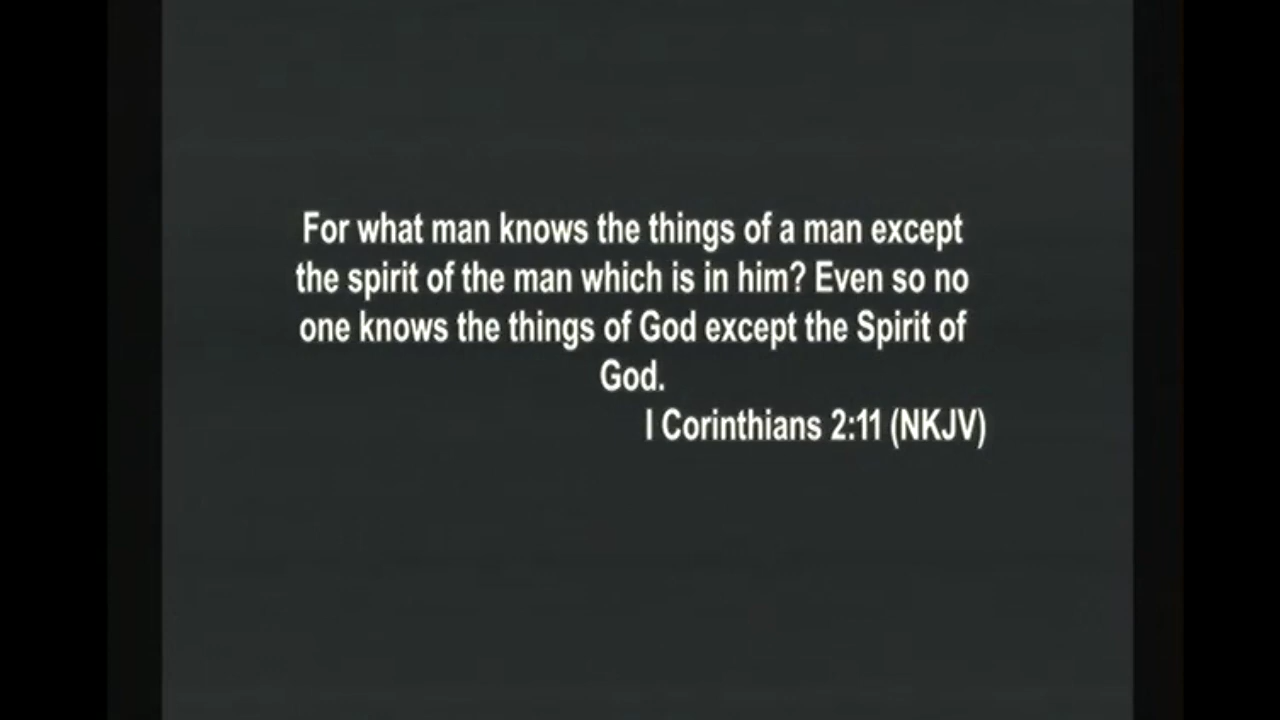 For what man knows the things of a man except
the spirit of the man which is in him? Even so no
one knows the things of God except the Spirit of
God.
I Corinthians 2:11 (NKJV)